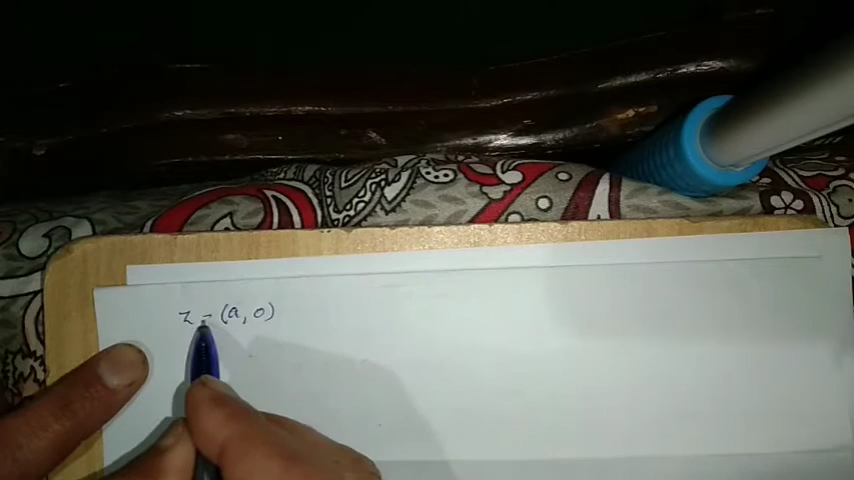 z = (a, 0)